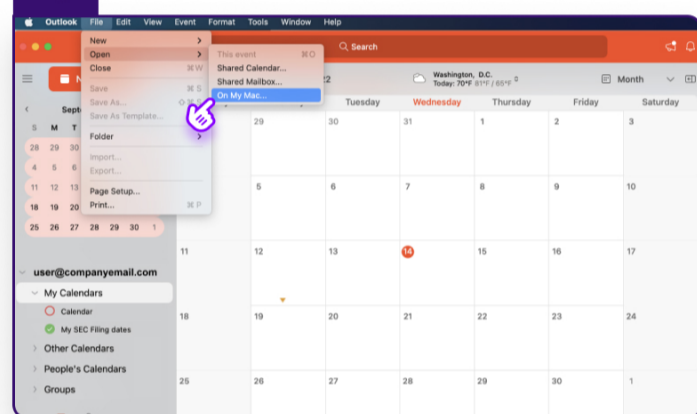 Outlook File Edit View Event Format Tools Window Help
Search
New
Open
Close ⌘ W
Save ⌘ S
Save As...
Save As Template...
Folder
Import...
Export...
Page Setup...
Print... ⌘ P
This event ⌘ O
Shared Calendar...
Shared Mailbox...
On My Mac...
Washington, D.C.
Today: 70°F 81°F / 65°F
Month
Tuesday Wednesday Thursday Friday Saturday
Sept
S M T
28 29 30
4 5 6
11 12 13
18 19 20
25 26 27 28 29 30 1
29 30 31 1 2 3
5 6 7 8 9 10
11 12 13 14 15 16 17
18 19 20 21 22 23 24
25 26 27 28 29 30 1
user@companyemail.com
My Calendars
Calendar
My SEC Filing dates
Other Calendars
People's Calendars
Groups